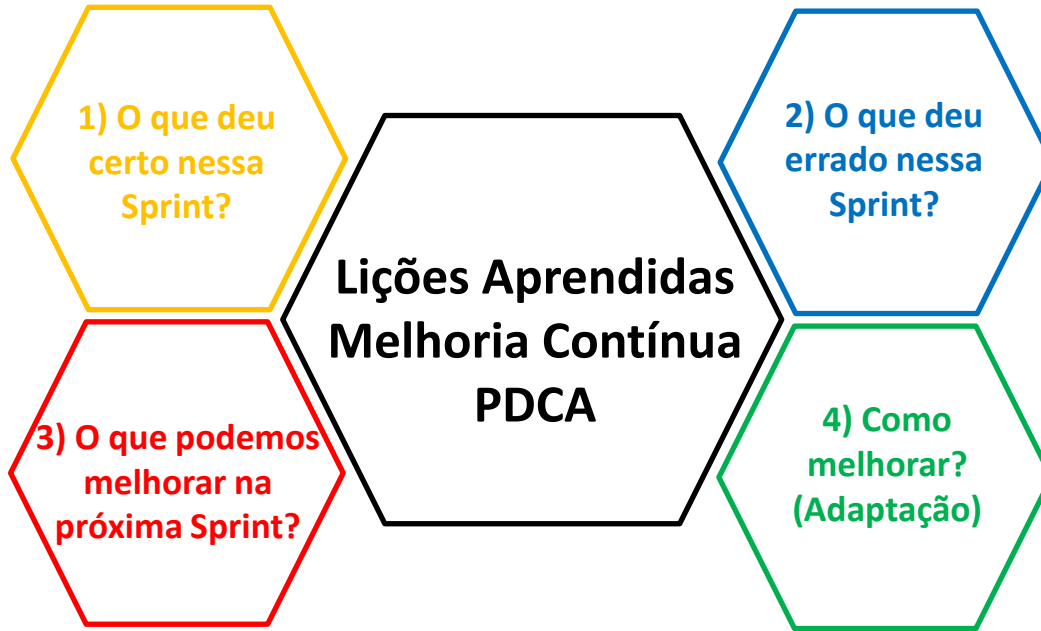 1) O que deu
certo nessa
Sprint?
2) O que deu
errado nessa
Sprint?
Lições Aprendidas
Melhoria Contínua
PDCA
3) O que podemos
melhorar na
próxima Sprint?
4) Como
melhorar?
(Adaptação)